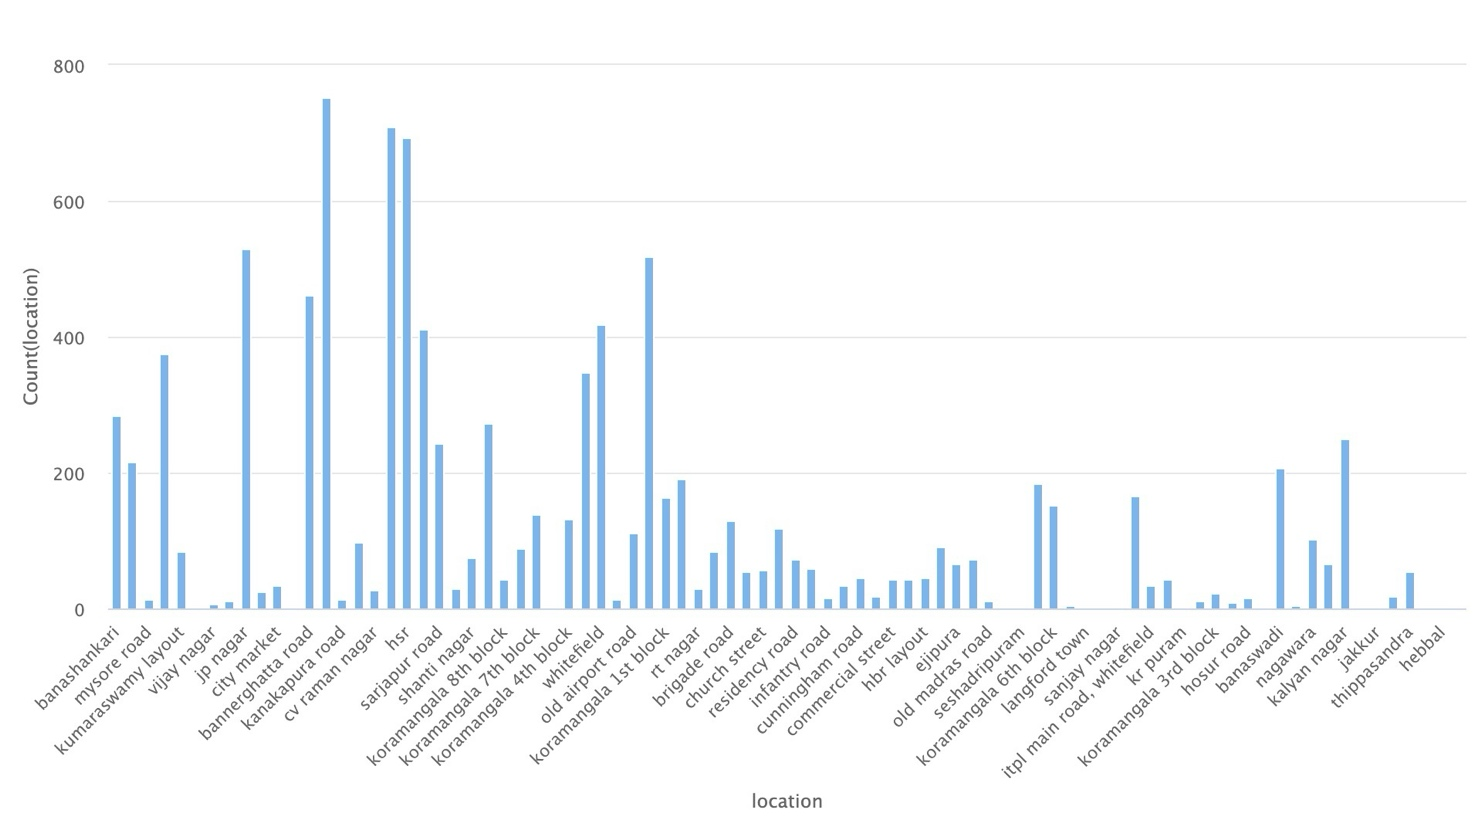 800
600
400
200
0
Count(location)
banashankari
mysore road
kumaraswamy layout
vijay nagar
jp nagar
city market
bannerghatta road
kanakapura road
cv raman nagar
hsr
sarjapur road
shanti nagar
koramangala 8th block
koramangala 7th block
koramangala 4th block
whitefield
old airport road
koramangala 1st block
rt nagar
brigade road
church street
residency road
infantry road
cunningham road
commercial street
hbr layout
ejipura
old madras road
seshadripuram
koramangala 6th block
langford town
sanjay nagar
itpl main road, whitefield
kr puram
koramangala 3rd block
hosur road
banaswadi
nagawara
kalyan nagar
jakkur
thippasandra
hebbal
location